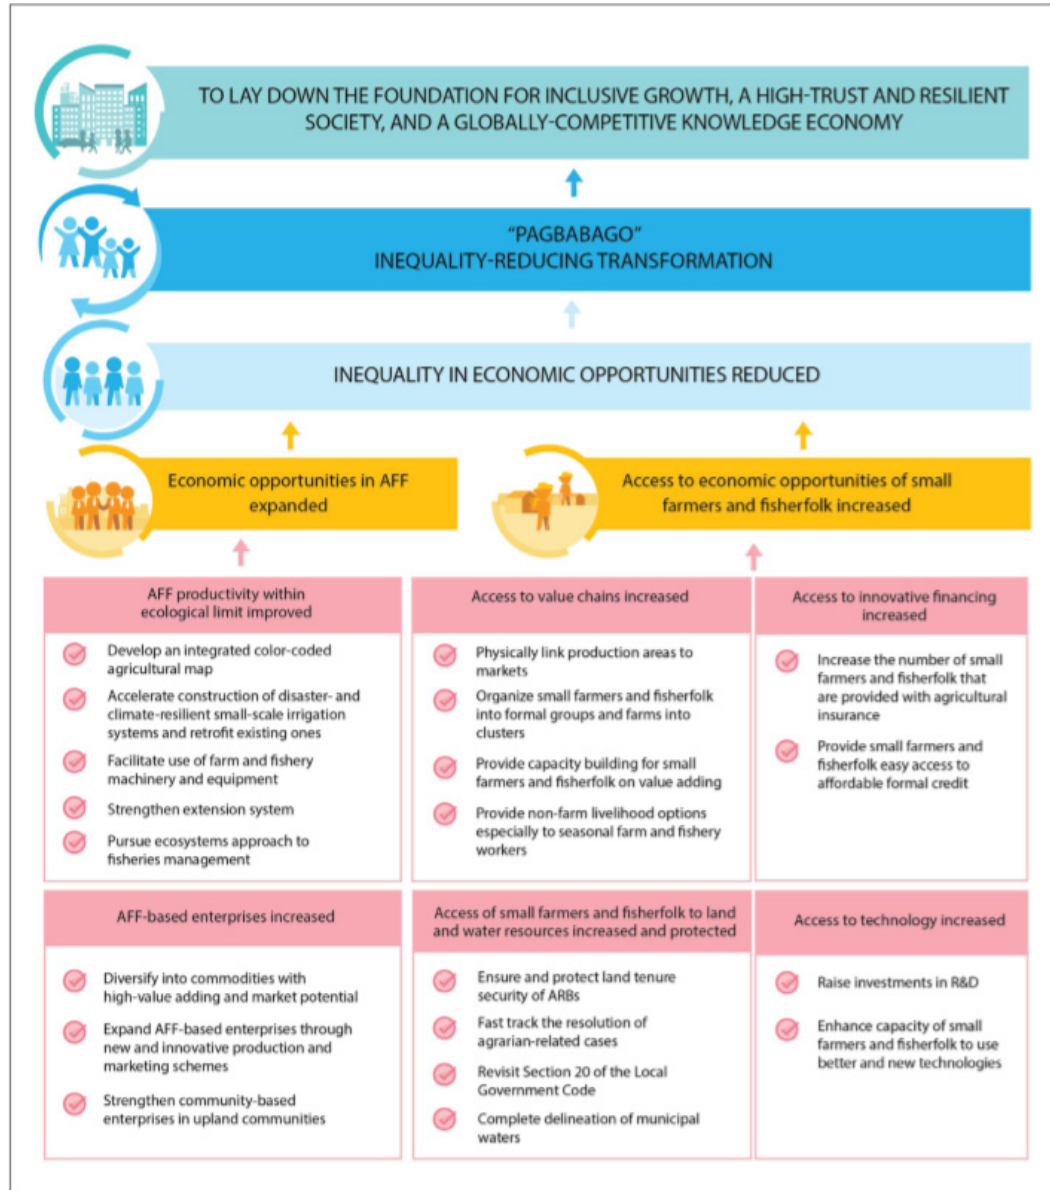 TO LAY DOWN THE FOUNDATION FOR INCLUSIVE GROWTH, A HIGH-TRUST AND RESILIENT
SOCIETY, AND A GLOBALLY-COMPETITIVE KNOWLEDGE ECONOMY
“PAGBABAGO”
INEQUALITY-REDUCING TRANSFORMATION
INEQUALITY IN ECONOMIC OPPORTUNITIES REDUCED
Economic opportunities in AFF
expanded
Access to economic opportunities of small
farmers and fisherfolk increased
AFF productivity within
ecological limit improved
Develop an integrated color-coded
agricultural map
Accelerate construction of disaster- and
climate-resilient small-scale irrigation
systems and retrofit existing ones
Facilitate use of farm and fishery
machinery and equipment
Strengthen extension system
Pursue ecosystems approach to
fisheries management
Access to value chains increased
Physically link production areas to
markets
Organize small farmers and fisherfolk
into formal groups and farms into
clusters
Provide capacity building for small
farmers and fisherfolk on value adding
Provide non-farm livelihood options
especially to seasonal farm and fishery
workers
Access to innovative financing
increased
Increase the number of small
farmers and fisherfolk that
are provided with agricultural
insurance
Provide small farmers and
fisherfolk easy access to
affordable formal credit
AFF-based enterprises increased
Diversify into commodities with
high-value adding and market potential
Expand AFF-based enterprises through
new and innovative production and
marketing schemes
Strengthen community-based
enterprises in upland communities
Access of small farmers and fisherfolk to land
and water resources increased and protected
Ensure and protect land tenure
security of ARBs
Fast track the resolution of
agrarian-related cases
Revisit Section 20 of the Local
Government Code
Complete delineation of municipal
waters
Access to technology increased
Raise investments in R&D
Enhance capacity of small
farmers and fisherfolk to use
better and new technologies